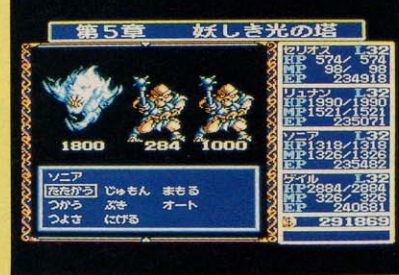 第5章 妖しき光の塔
セリオス L32
HP 574/ 574
MP 98/ 98
EP 234918
リュナン L32
HP1990/1990
MP1521/1521
EP 235071
ソニア L32
HP1318/1318
MP1326/1326
EP 235482
ゲイル L32
HP2884/2884
MP 326/ 326
EP 240681
291869
1800 284 1000
ソニア
たたかう じゅもん まもる
つかう ぶき オート
つよさ にげる